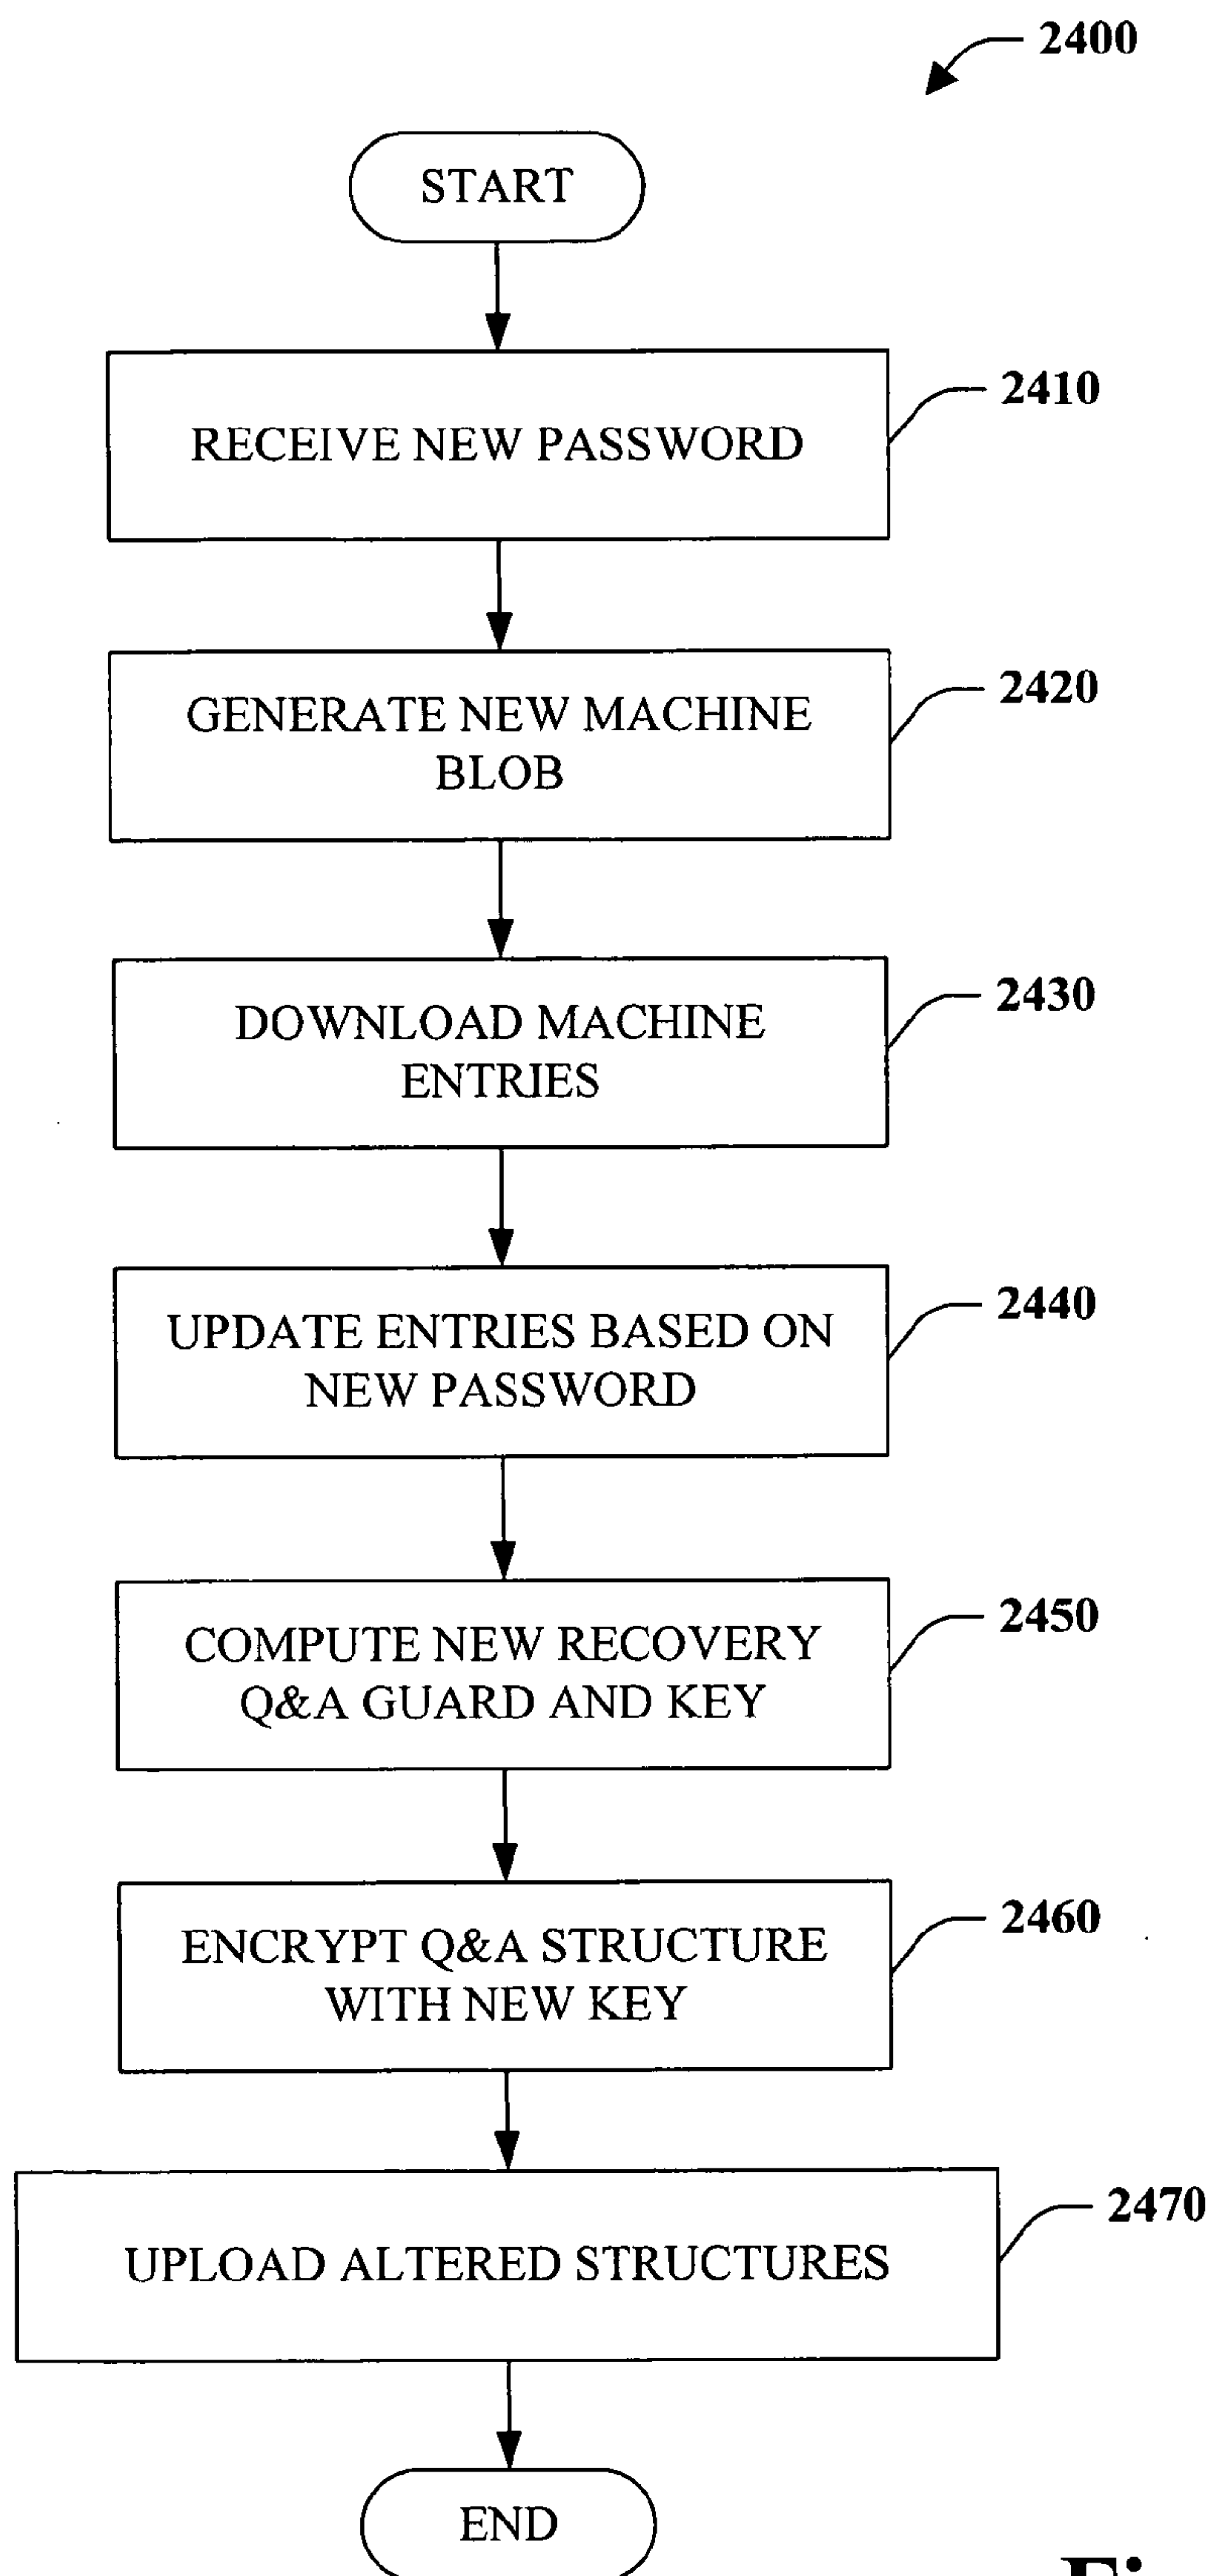 2400
START
RECEIVE NEW PASSWORD
2410
GENERATE NEW MACHINE
BLOB
2420
DOWNLOAD MACHINE
ENTRIES
2430
UPDATE ENTRIES BASED ON
NEW PASSWORD
2440
COMPUTE NEW RECOVERY
Q&A GUARD AND KEY
2450
ENCRYPT Q&A STRUCTURE
WITH NEW KEY
2460
UPLOAD ALTERED STRUCTURES
2470
END